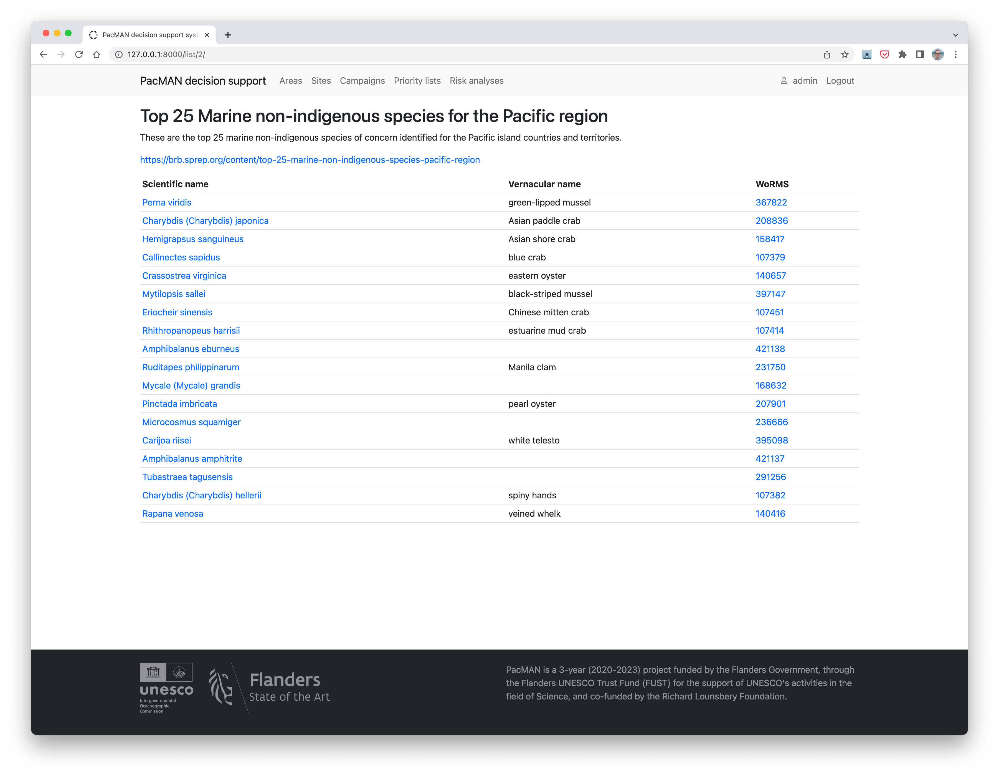 PacMAN decision support syst
127.0.0.1:8000/list/2/
PacMAN decision support Areas Sites Campaigns Priority lists Risk analyses admin Logout
Top 25 Marine non-indigenous species for the Pacific region
These are the top 25 marine non-indigenous species of concern identified for the Pacific island countries and territories.
https://brb.sprep.org/content/top-25-marine-non-indigenous-species-pacific-region
Scientific name Vernacular name WoRMS
Perna viridis green-lipped mussel 367822
Charybdis (Charybdis) japonica Asian paddle crab 208836
Hemigrapsus sanguineus Asian shore crab 158417
Callinectes sapidus blue crab 107379
Crassostrea virginica eastern oyster 140657
Mytilopsis sallei black-striped mussel 397147
Eriocheir sinensis Chinese mitten crab 107451
Rhithropanopeus harrisii estuarine mud crab 107414
Amphibalanus eburneus 421138
Ruditapes philippinarum Manila clam 231750
Mycale (Mycale) grandis 168632
Pinctada imbricata pearl oyster 207901
Microcosmus squamiger 236666
Carijoa riisei white telesto 395098
Amphibalanus amphitrite 421137
Tubastraea tagusensis 291256
Charybdis (Charybdis) hellerii spiny hands 107382
Rapana venosa veined whelk 140416
unesco
Intergovernmental
Oceanographic
Commission
Flanders
State of the Art
PacMAN is a 3-year (2020-2023) project funded by the Flanders Government, through
the Flanders UNESCO Trust Fund (FUST) for the support of UNESCO's activities in the
field of Science, and co-funded by the Richard Lounsbery Foundation.